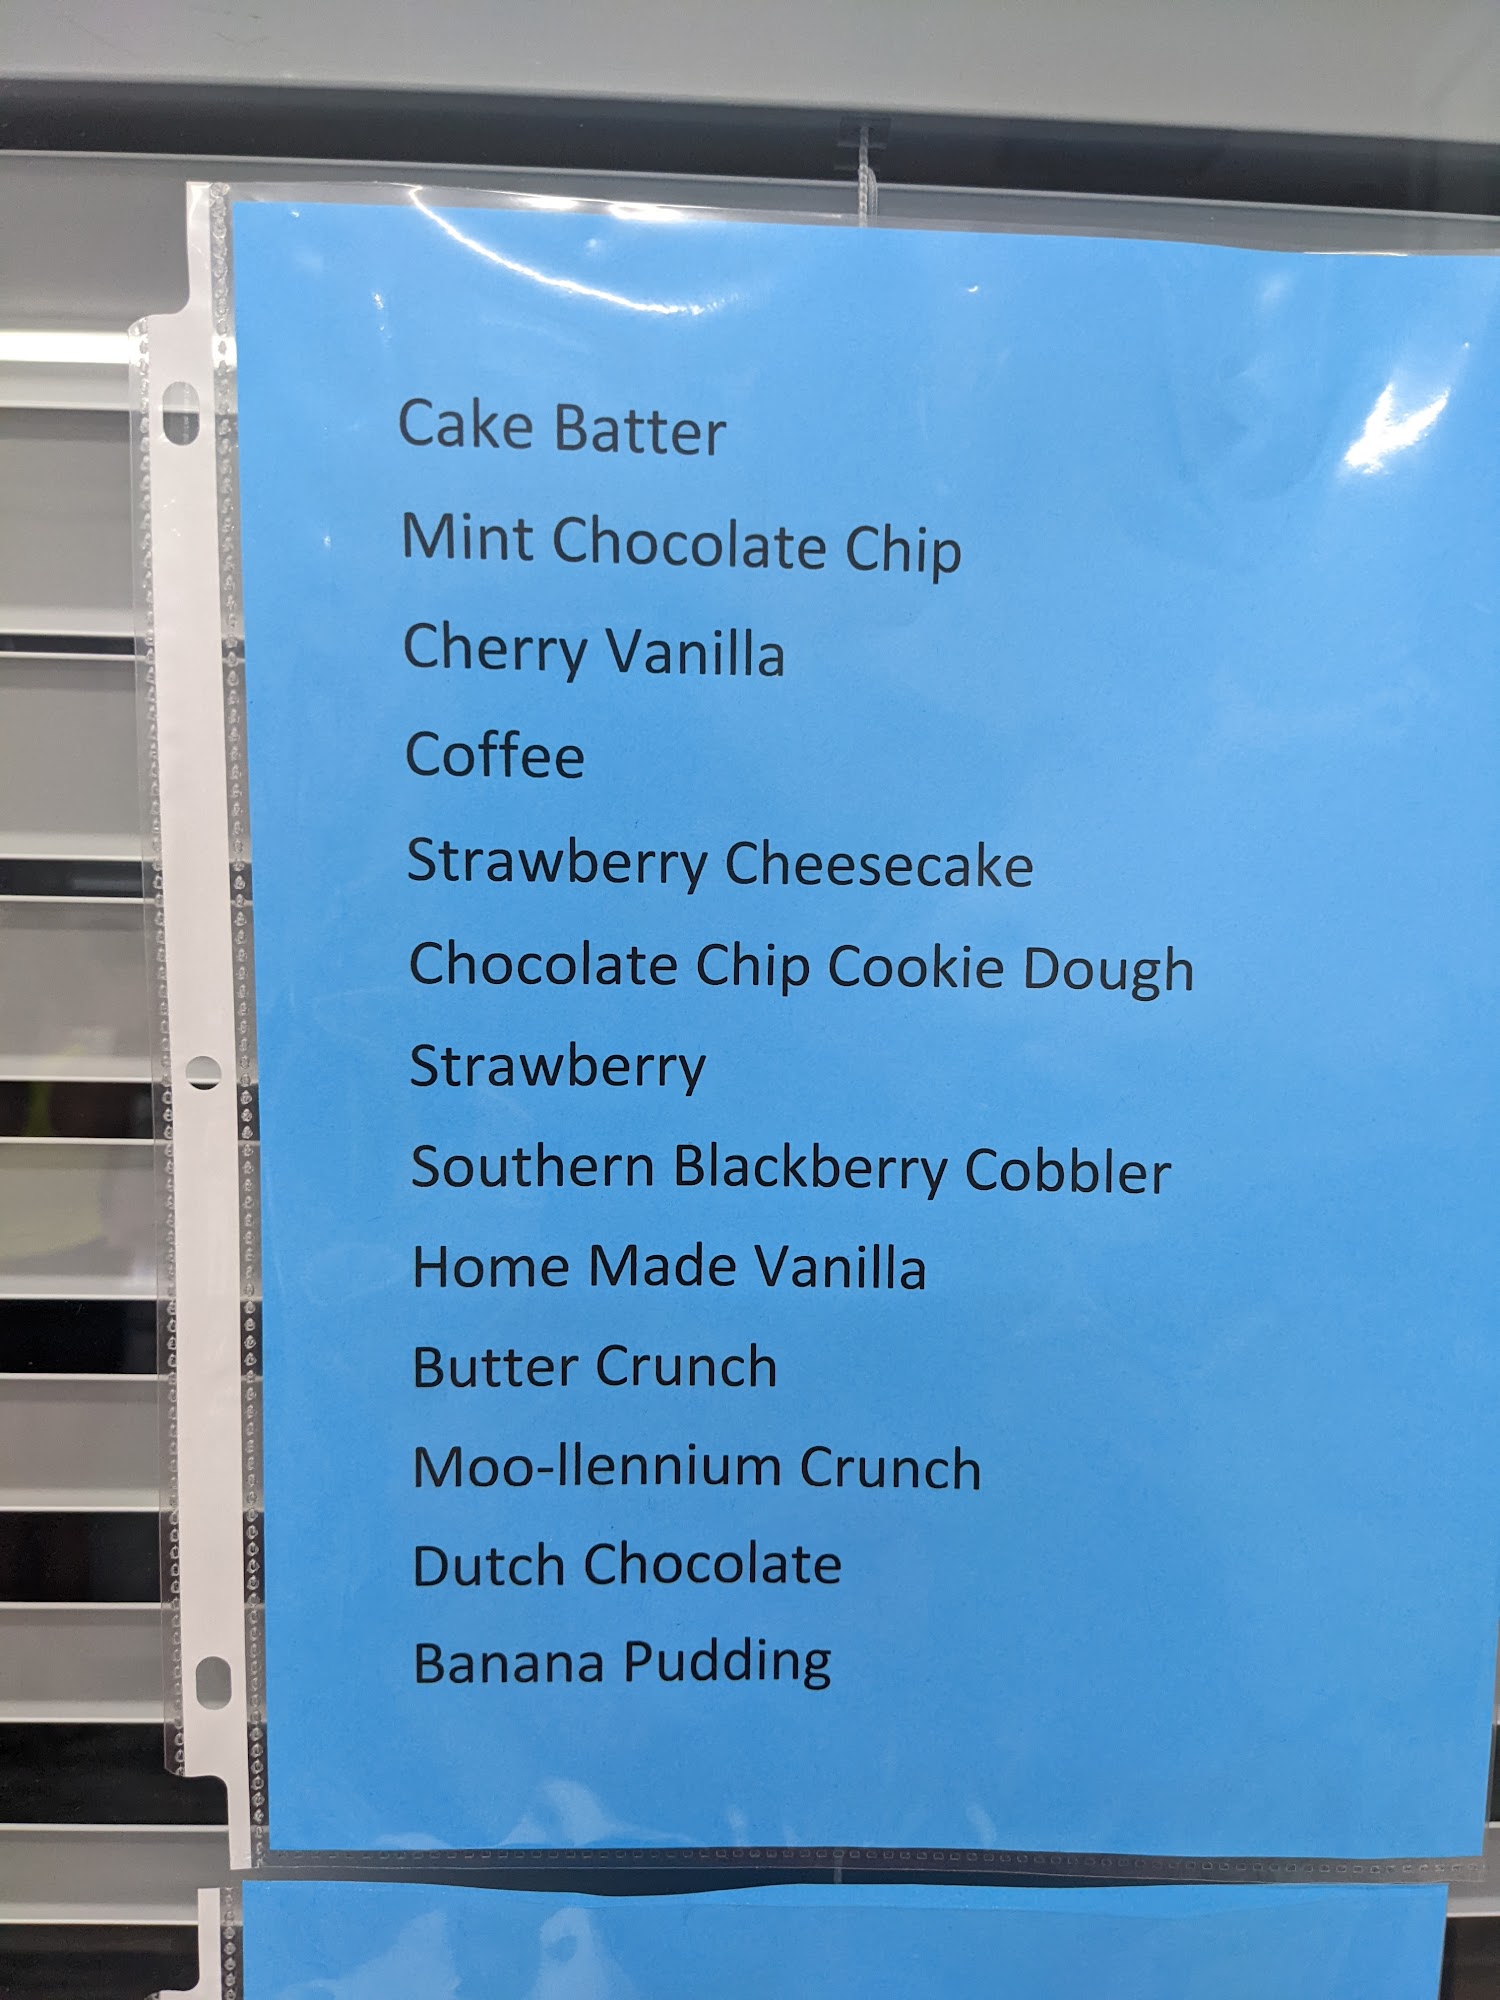 Cake Batter
Mint Chocolate Chip
Cherry Vanilla
Coffee
Strawberry Cheesecake
Chocolate Chip Cookie Dough
Strawberry
Southern Blackberry Cobbler
Home Made Vanilla
Butter Crunch
Moo-llennium Crunch
Dutch Chocolate
Banana Pudding